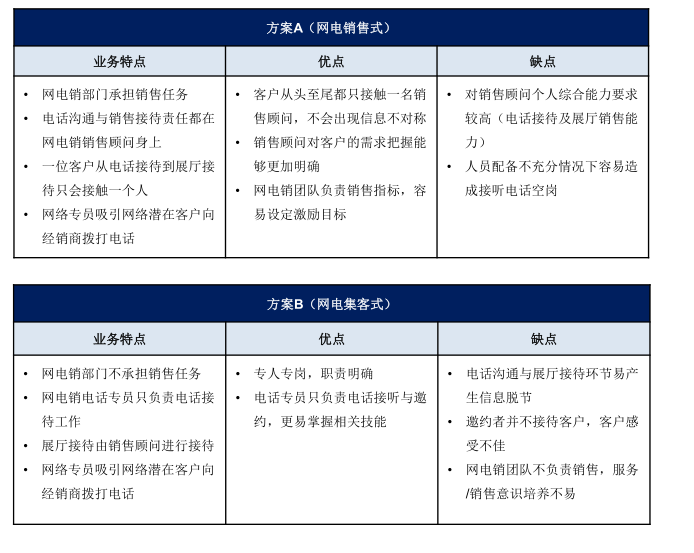 方案A（网电销售式）
业务特点
优点
缺点
• 网电销部门承担销售任务
• 电话沟通与销售接待责任都在
网电销销售顾问身上
• 一位客户从电话接待到展厅接
待只会接触一个人
• 网络专员吸引网络潜在客户向
经销商拨打电话
• 客户从头至尾都只接触一名销
售顾问，不会出现信息不对称
• 销售顾问对客户的需求把握能
够更加明确
• 网电销团队负责销售指标，容
易设定激励目标
• 对销售顾问个人综合能力要求
较高（电话接待及展厅销售能
力）
• 人员配备不充分情况下容易造
成接听电话空岗
方案B（网电集客式）
业务特点
优点
缺点
• 网电销部门不承担销售任务
• 网电销电话专员只负责电话接
待工作
• 展厅接待由销售顾问进行接待
• 网络专员吸引网络潜在客户向
经销商拨打电话
• 专人专岗，职责明确
• 电话专员只负责电话接听与邀
约，更易掌握相关技能
• 电话沟通与展厅接待环节易产
生信息脱节
• 邀约者并不接待客户，客户感
受不佳
• 网电销团队不负责销售，服务
/销售意识培养不易